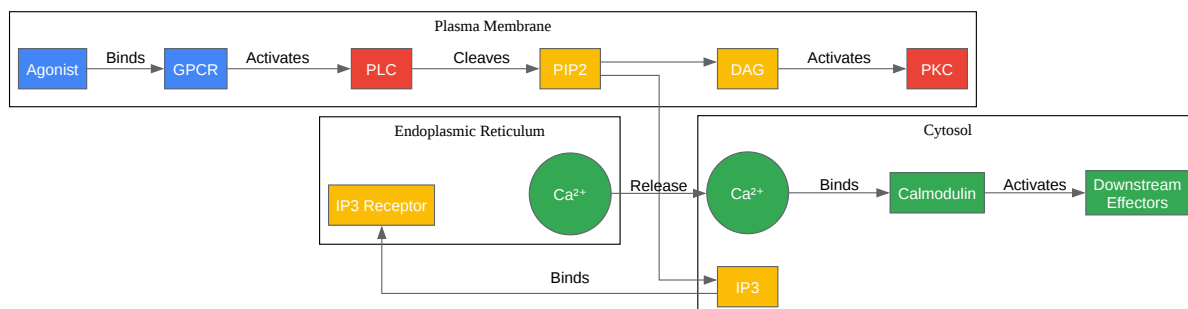 Plasma Membrane
Agonist
Binds
GPCR
Activates
PLC
Cleaves
PIP2
DAG
Activates
PKC
Endoplasmic Reticulum
IP3 Receptor
Ca²⁺
Release
Cytosol
Ca²⁺
Binds
Calmodulin
Activates
Downstream
Effectors
Binds
IP3